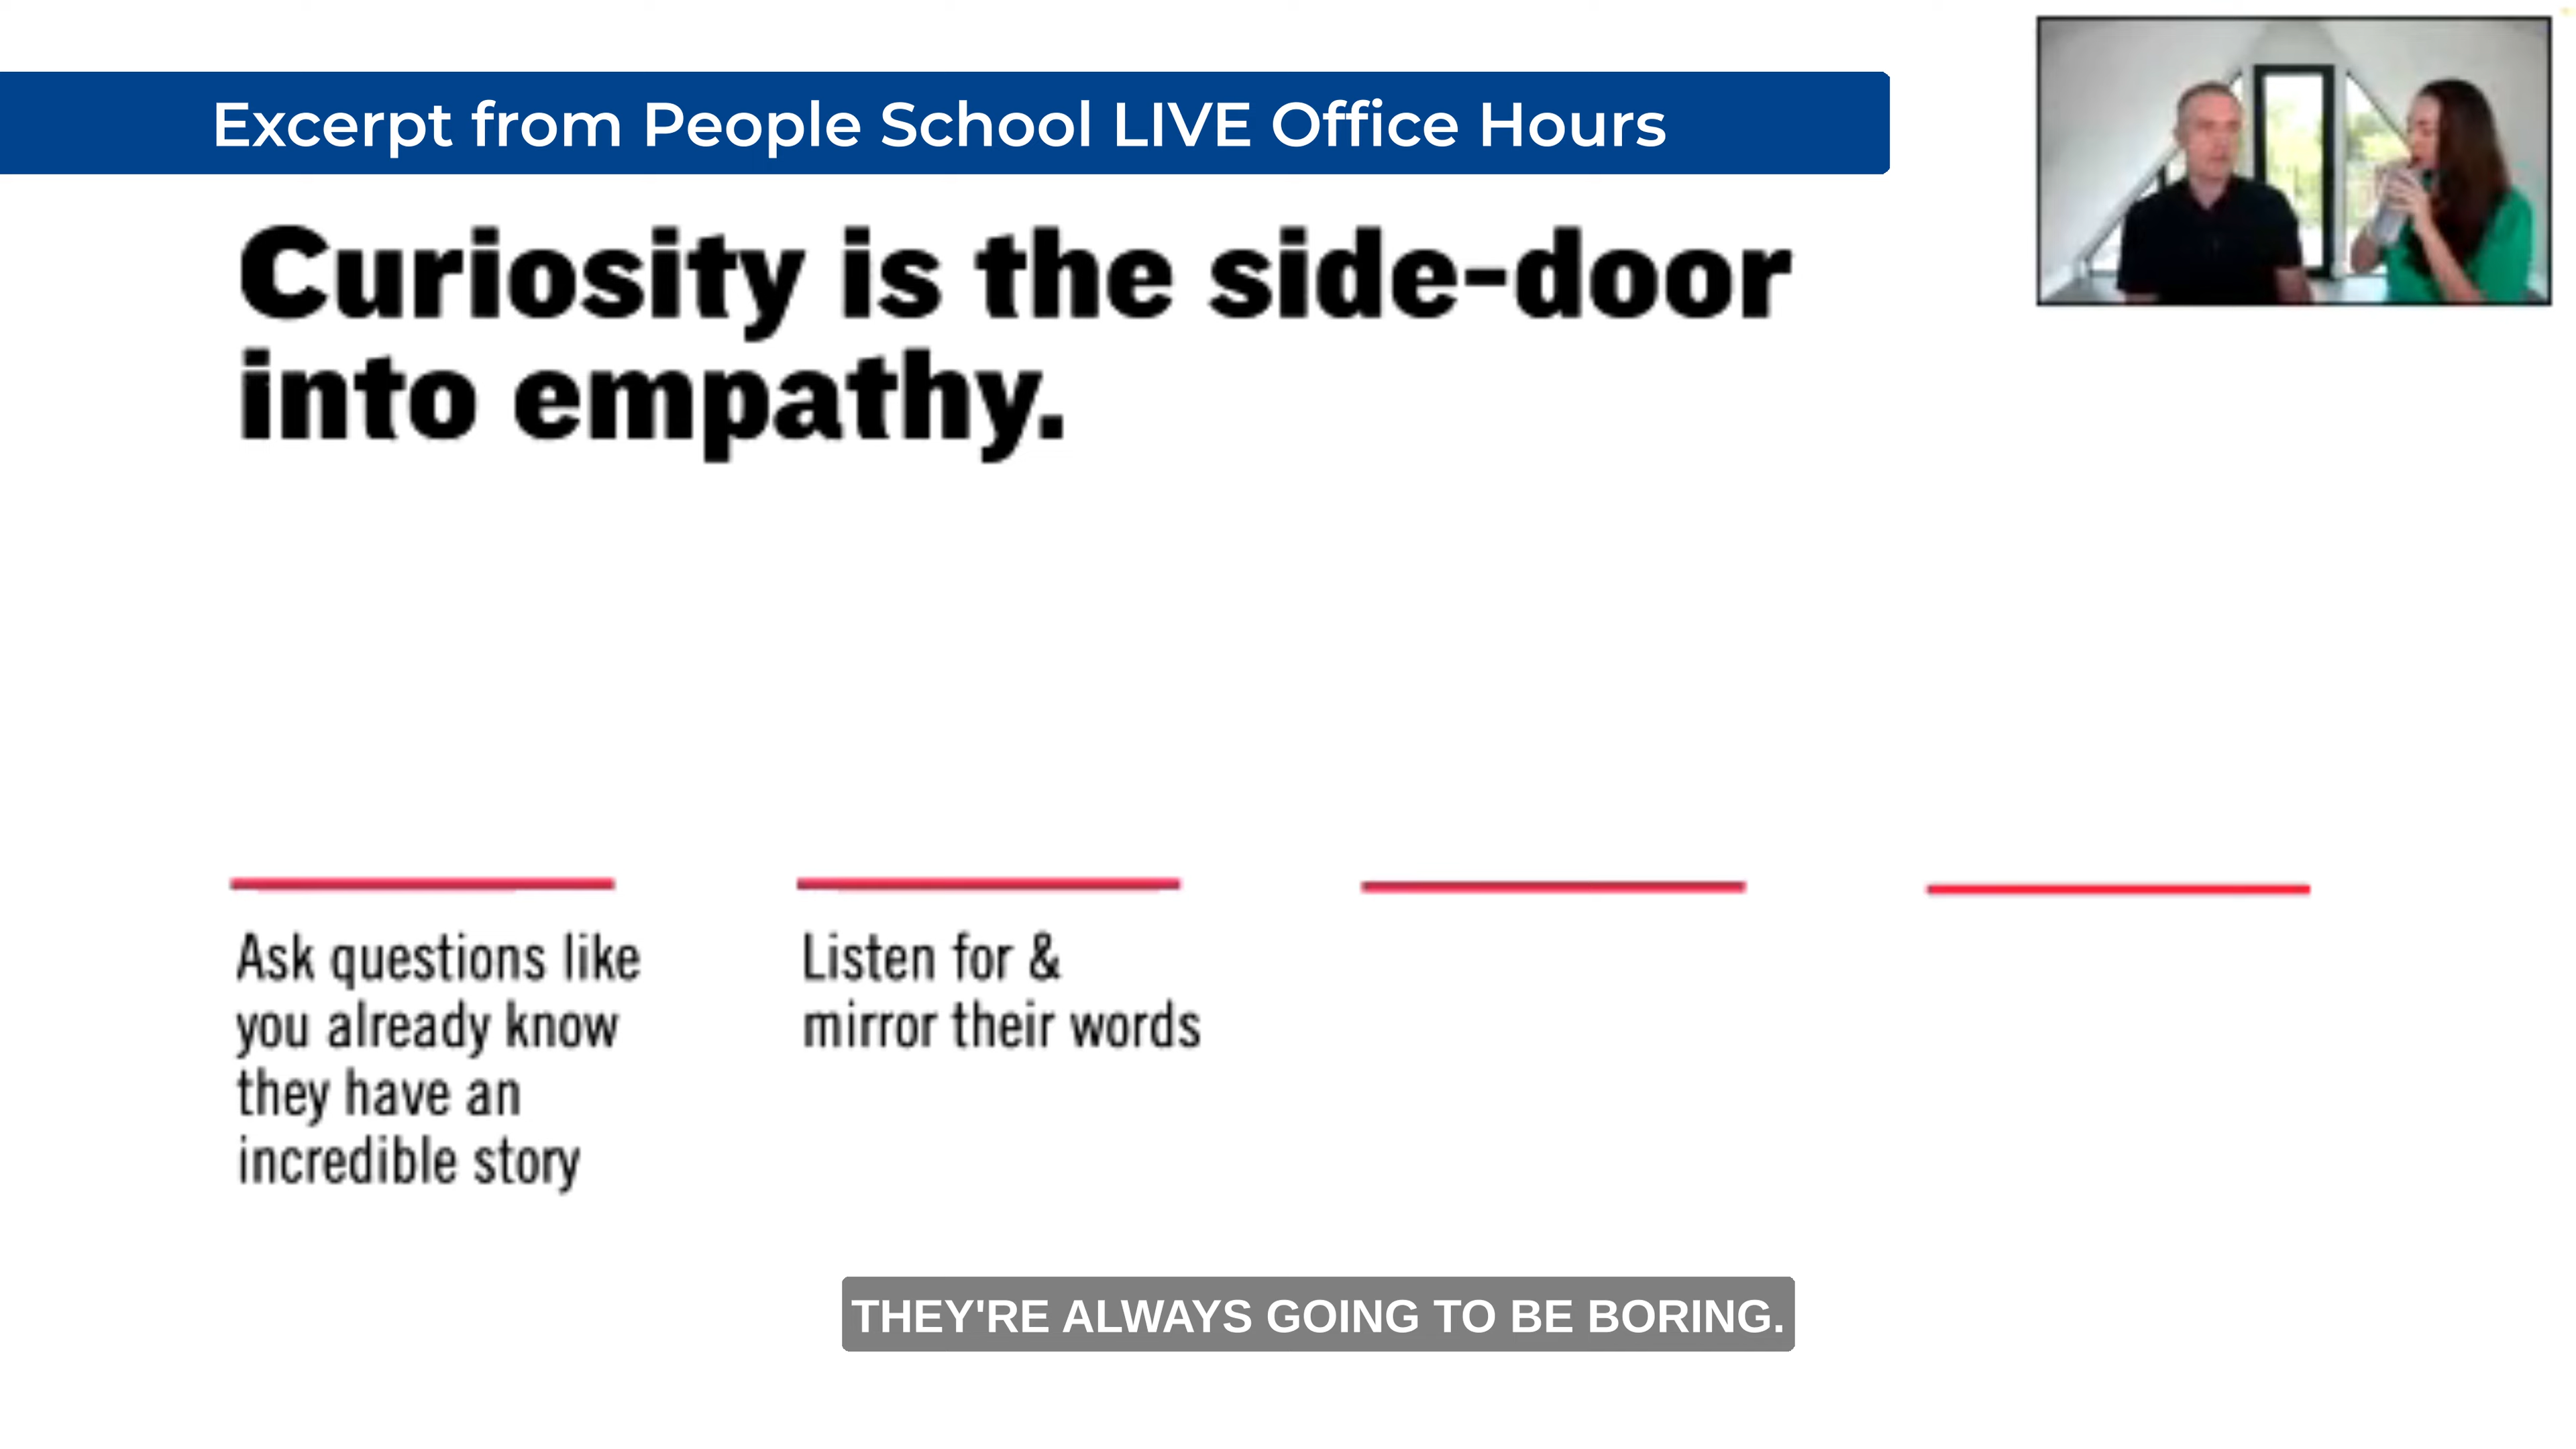 Excerpt from People School LIVE Office Hours
Curiosity is the side-door
into empathy.
Ask questions like
you already know
they have an
incredible story
Listen for &
mirror their words
THEY'RE ALWAYS GOING TO BE BORING.